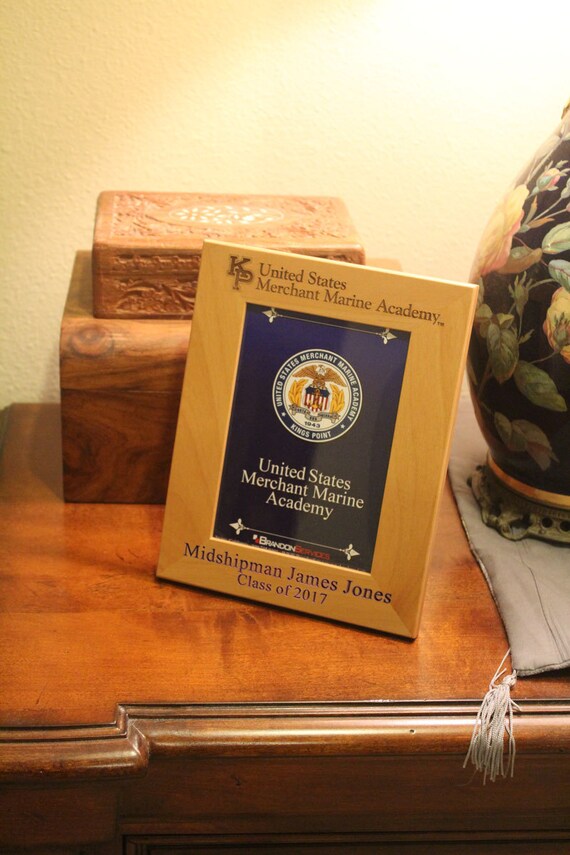 KP
United States
Merchant Marine Academy™
UNITED STATES MERCHANT MARINE ACADEMY
1943
KINGS POINT
United States
Merchant Marine
Academy
BRANDONSERVICES
Midshipman James Jones
Class of 2017